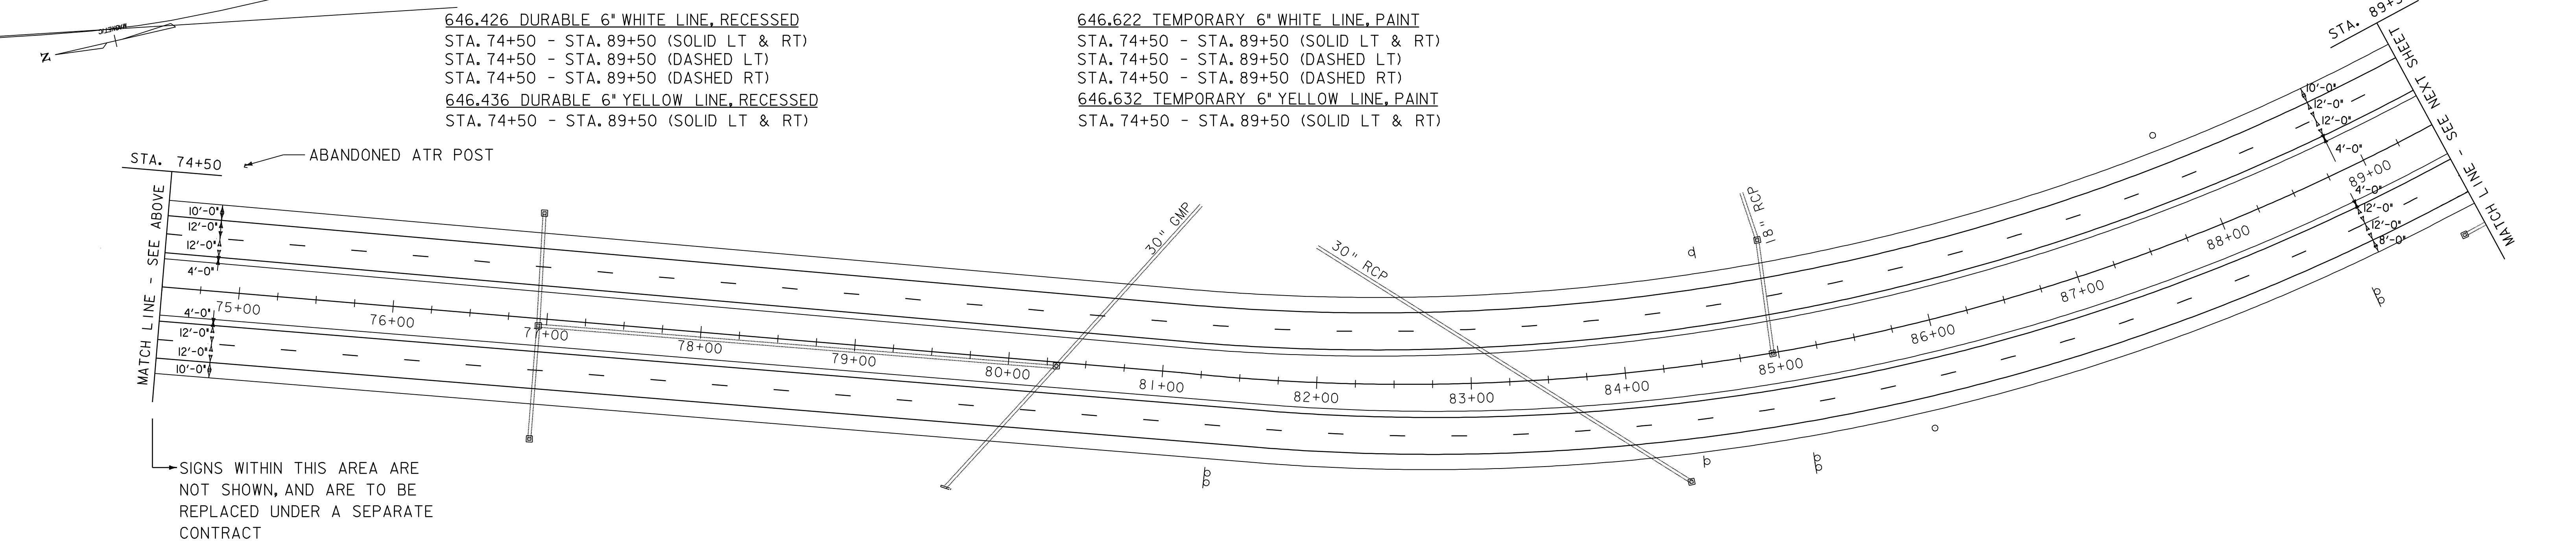 MAGNETIC
N
646.426 DURABLE 6" WHITE LINE, RECESSED
STA. 74+50 - STA. 89+50 (SOLID LT & RT)
STA. 74+50 - STA. 89+50 (DASHED LT)
STA. 74+50 - STA. 89+50 (DASHED RT)
646.436 DURABLE 6" YELLOW LINE, RECESSED
STA. 74+50 - STA. 89+50 (SOLID LT & RT)
646.622 TEMPORARY 6" WHITE LINE, PAINT
STA. 74+50 - STA. 89+50 (SOLID LT & RT)
STA. 74+50 - STA. 89+50 (DASHED LT)
STA. 74+50 - STA. 89+50 (DASHED RT)
646.632 TEMPORARY 6" YELLOW LINE, PAINT
STA. 74+50 - STA. 89+50 (SOLID LT & RT)
STA. 74+50
ABANDONED ATR POST
MATCH LINE - SEE ABOVE
10'-0"
12'-0"
12'-0"
4'-0"
4'-0"
12'-0"
12'-0"
10'-0"
75+00
76+00
77+00
78+00
79+00
80+00
81+00
82+00
83+00
84+00
85+00
86+00
87+00
88+00
89+00
30" GMP
30" RCP
18" RCP
10'-0"
12'-0"
12'-0"
4'-0"
4'-0"
12'-0"
12'-0"
8'-0"
STA. 89+5
MATCH LINE - SEE NEXT SHEET
SIGNS WITHIN THIS AREA ARE
NOT SHOWN, AND ARE TO BE
REPLACED UNDER A SEPARATE
CONTRACT